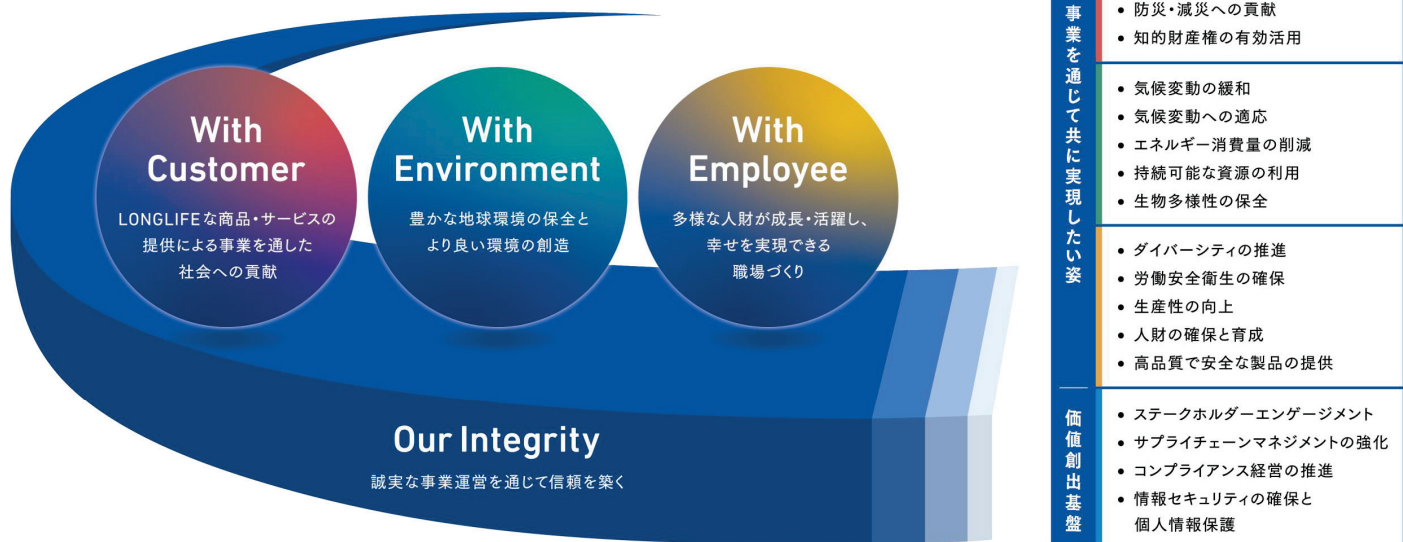 With
Customer
LONGLIFEな商品・サービスの
提供による事業を通した
社会への貢献
With
Environment
豊かな地球環境の保全と
より良い環境の創造
With
Employee
多様な人財が成長・活躍し、
幸せを実現できる
職場づくり
Our Integrity
誠実な事業運営を通じて信頼を築く
事業を通じて共に実現したい姿
• 防災・減災への貢献
• 知的財産権の有効活用
• 気候変動の緩和
• 気候変動への適応
• エネルギー消費量の削減
• 持続可能な資源の利用
• 生物多様性の保全
• ダイバーシティの推進
• 労働安全衛生の確保
• 生産性の向上
• 人財の確保と育成
• 高品質で安全な製品の提供
価値創出基盤
• ステークホルダーエンゲージメント
• サプライチェーンマネジメントの強化
• コンプライアンス経営の推進
• 情報セキュリティの確保と
個人情報保護